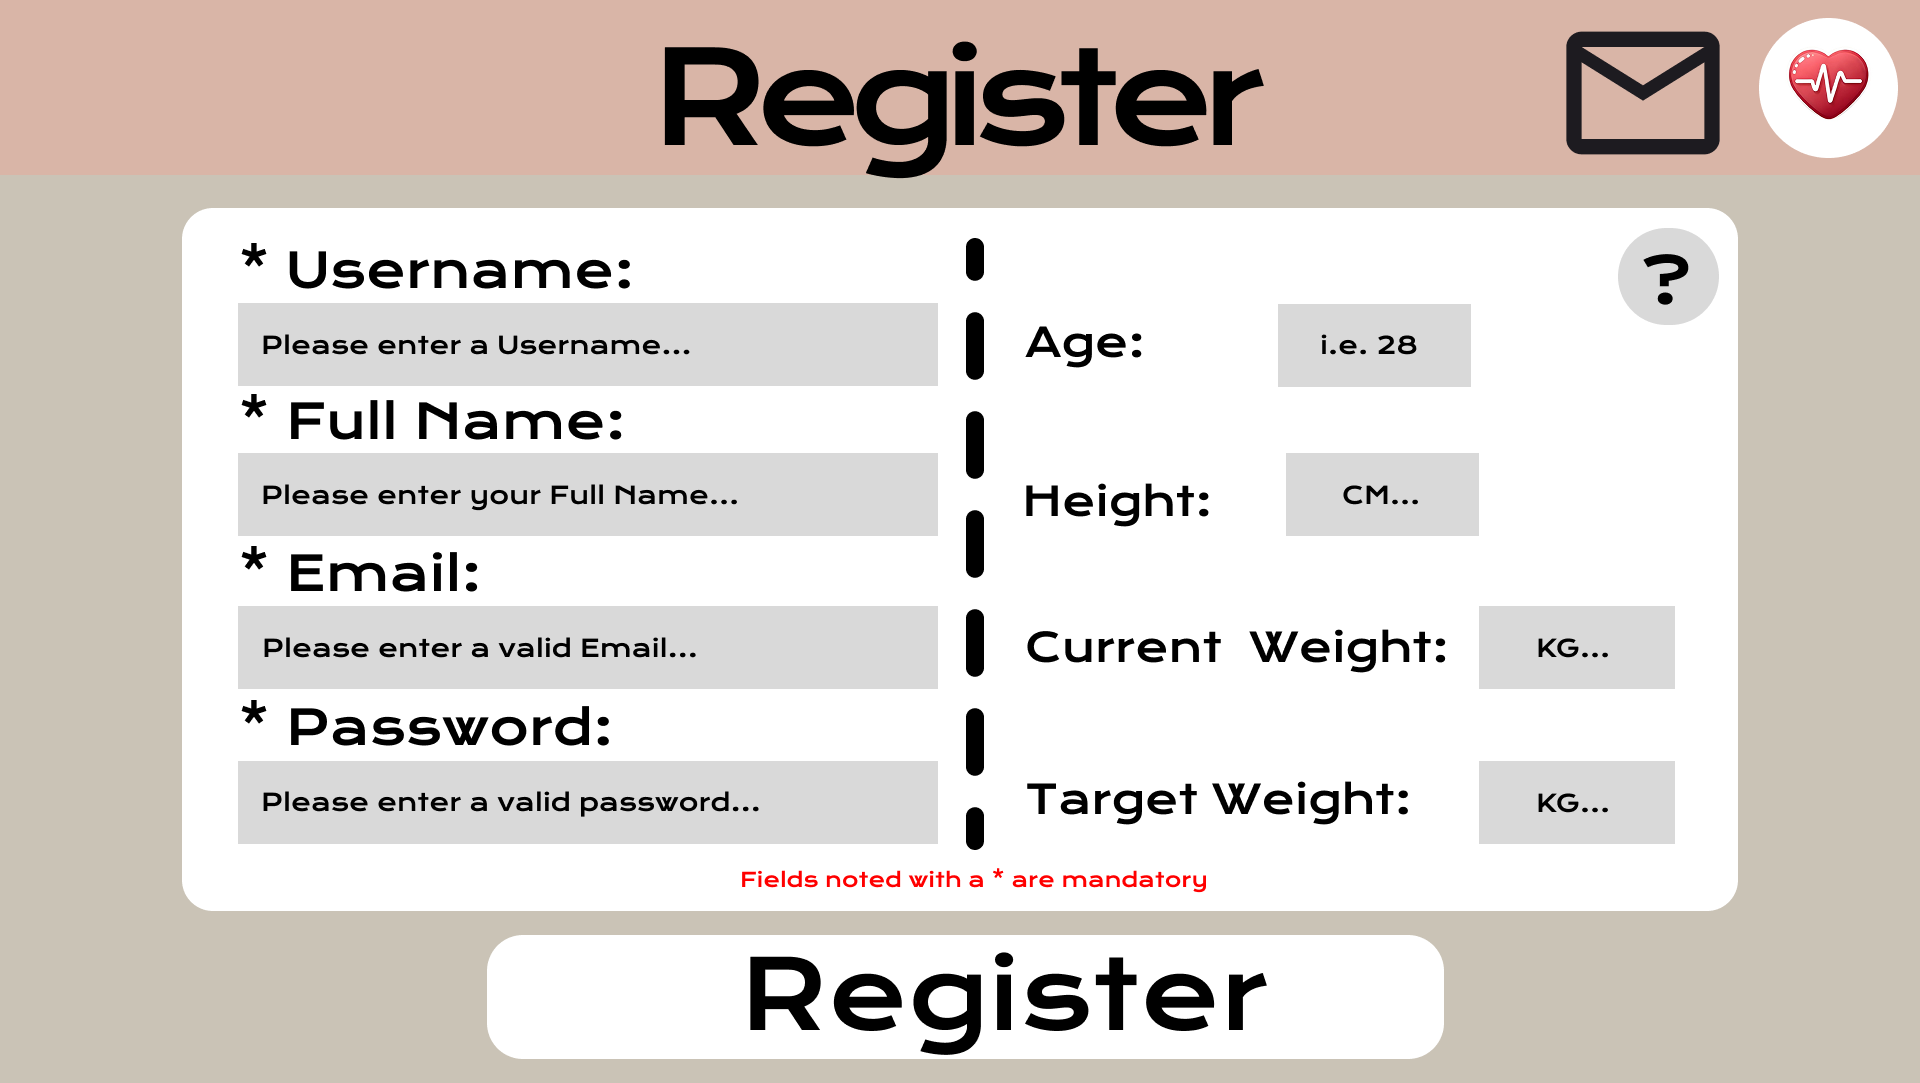 Register
* Username:
Please enter a Username...
* Full Name:
Please enter your Full Name...
* Email:
Please enter a valid Email...
* Password:
Please enter a valid password...
?
Age:
i.e. 28
Height:
CM...
Current Weight:
KG...
Target Weight:
KG...
Fields noted with a * are mandatory
Register